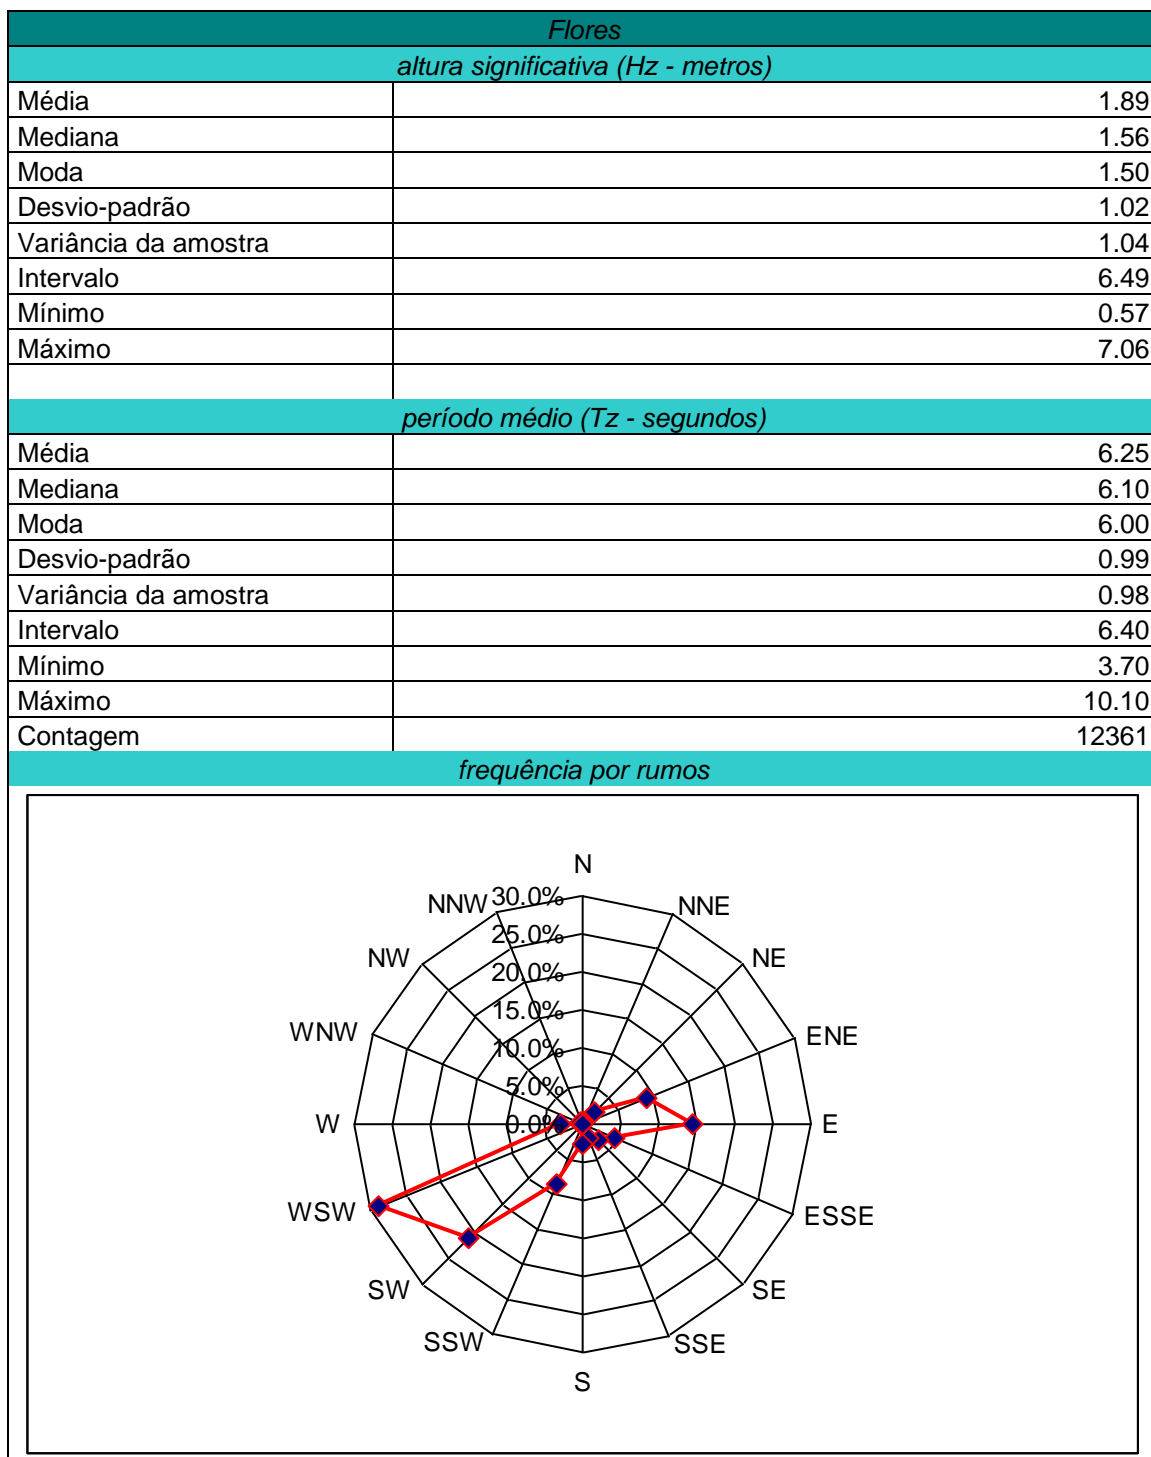 Flores
altura significativa (Hz - metros)
Média 1.89
Mediana 1.56
Moda 1.50
Desvio-padrão 1.02
Variância da amostra 1.04
Intervalo 6.49
Mínimo 0.57
Máximo 7.06
período médio (Tz - segundos)
Média 6.25
Mediana 6.10
Moda 6.00
Desvio-padrão 0.99
Variância da amostra 0.98
Intervalo 6.40
Mínimo 3.70
Máximo 10.10
Contagem 12361
frequência por rumos
N
NNW 30.0% NNE
25.0%
NW 20.0% NE
15.0%
WNW 10.0% ENE
5.0%
W 0.0% E
WSW ESSE
SW SE
SSW SSE
S